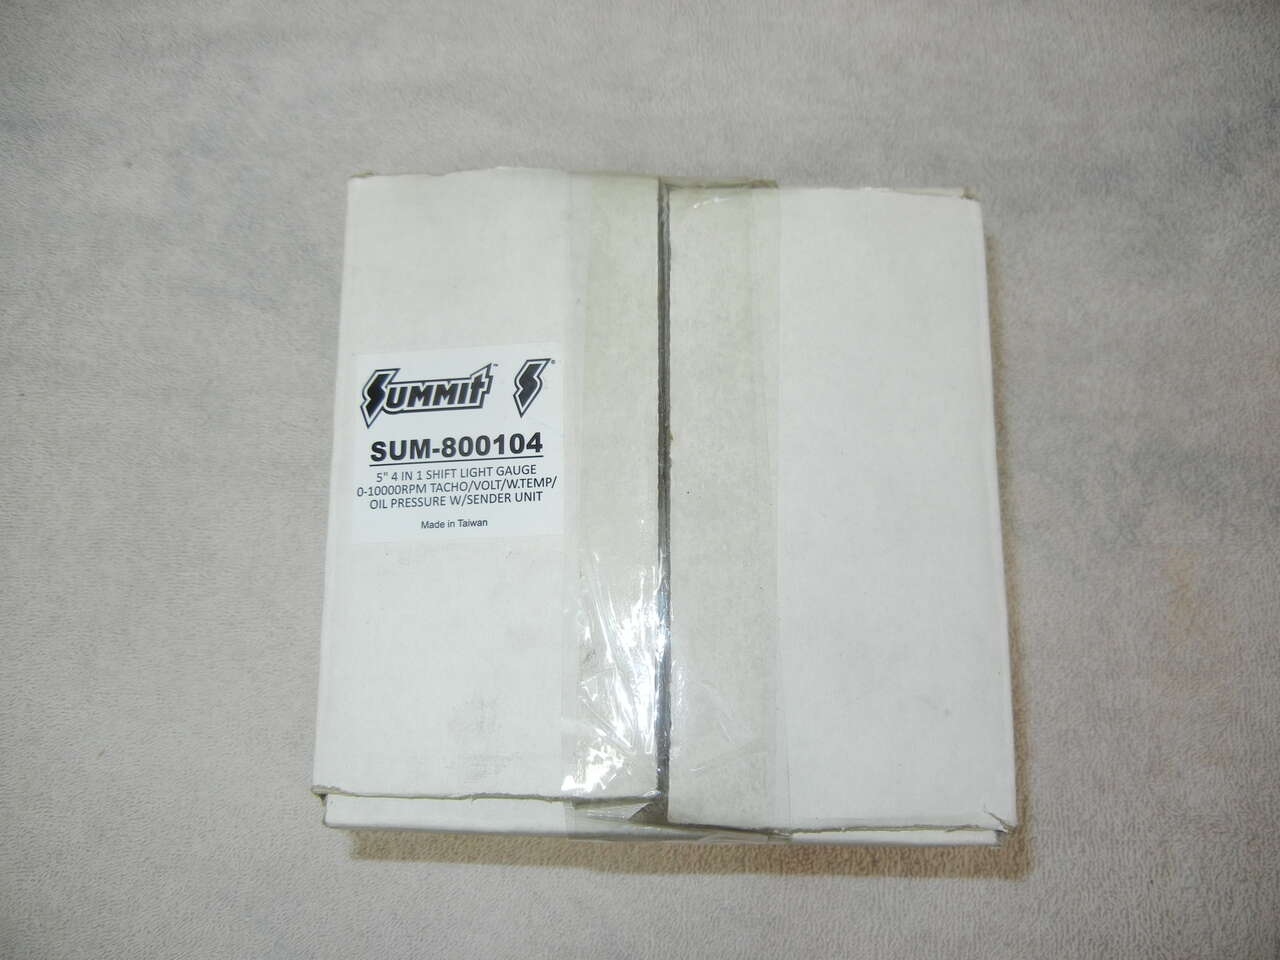 SUMMIT™ S®
SUM-800104
5" 4 IN 1 SHIFT LIGHT GAUGE
0-10000RPM TACHO/VOLT/W.TEMP/
OIL PRESSURE W/SENDER UNIT
Made in Taiwan